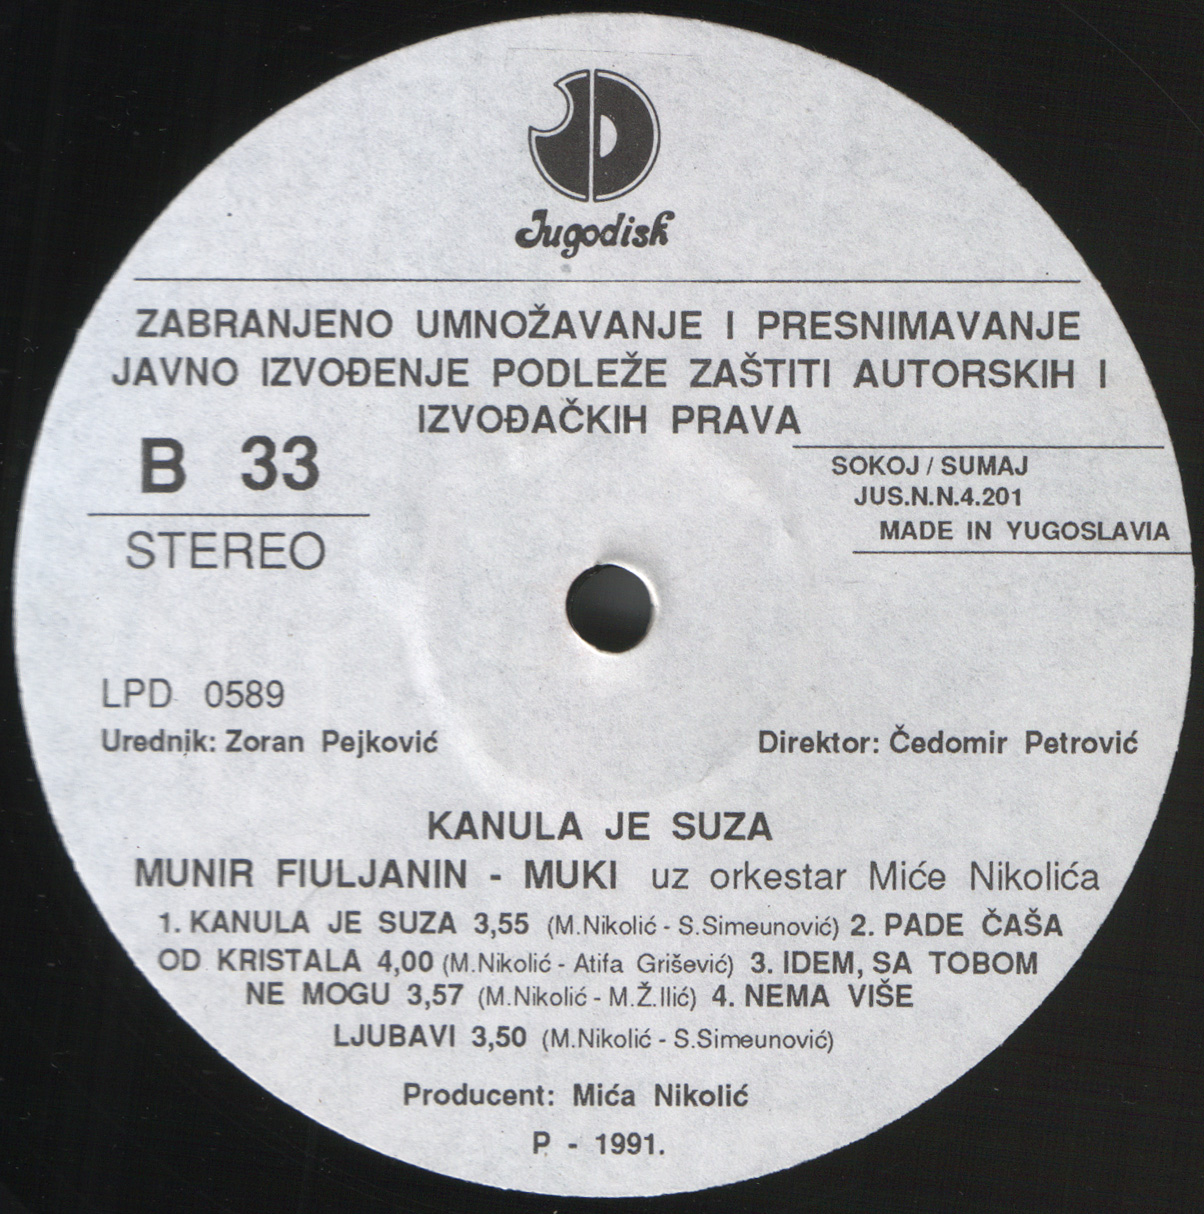 Jugodisk
ZABRANJENO UMNOŽAVANJE I PRESNIMAVANJE
JAVNO IZVOĐENJE PODLEŽE ZAŠTITI AUTORSKIH I
IZVOĐAČKIH PRAVA
B 33
STEREO
SOKOJ / SUMAJ
JUS.N.N.4.201
MADE IN YUGOSLAVIA
LPD 0589
Urednik: Zoran Pejković
Direktor: Čedomir Petrović
KANULA JE SUZA
MUNIR FIULJANIN - MUKI uz orkestar Miće Nikolića
1. KANULA JE SUZA 3,55 (M.Nikolić - S.Simeunović) 2. PADE ČAŠA
OD KRISTALA 4,00 (M.Nikolić - Atifa Grišević) 3. IDEM, SA TOBOM
NE MOGU 3,57 (M.Nikolić - M.Ž.Ilić) 4. NEMA VIŠE
LJUBAVI 3,50 (M.Nikolić - S.Simeunović)
Producent: Mića Nikolić
P - 1991.